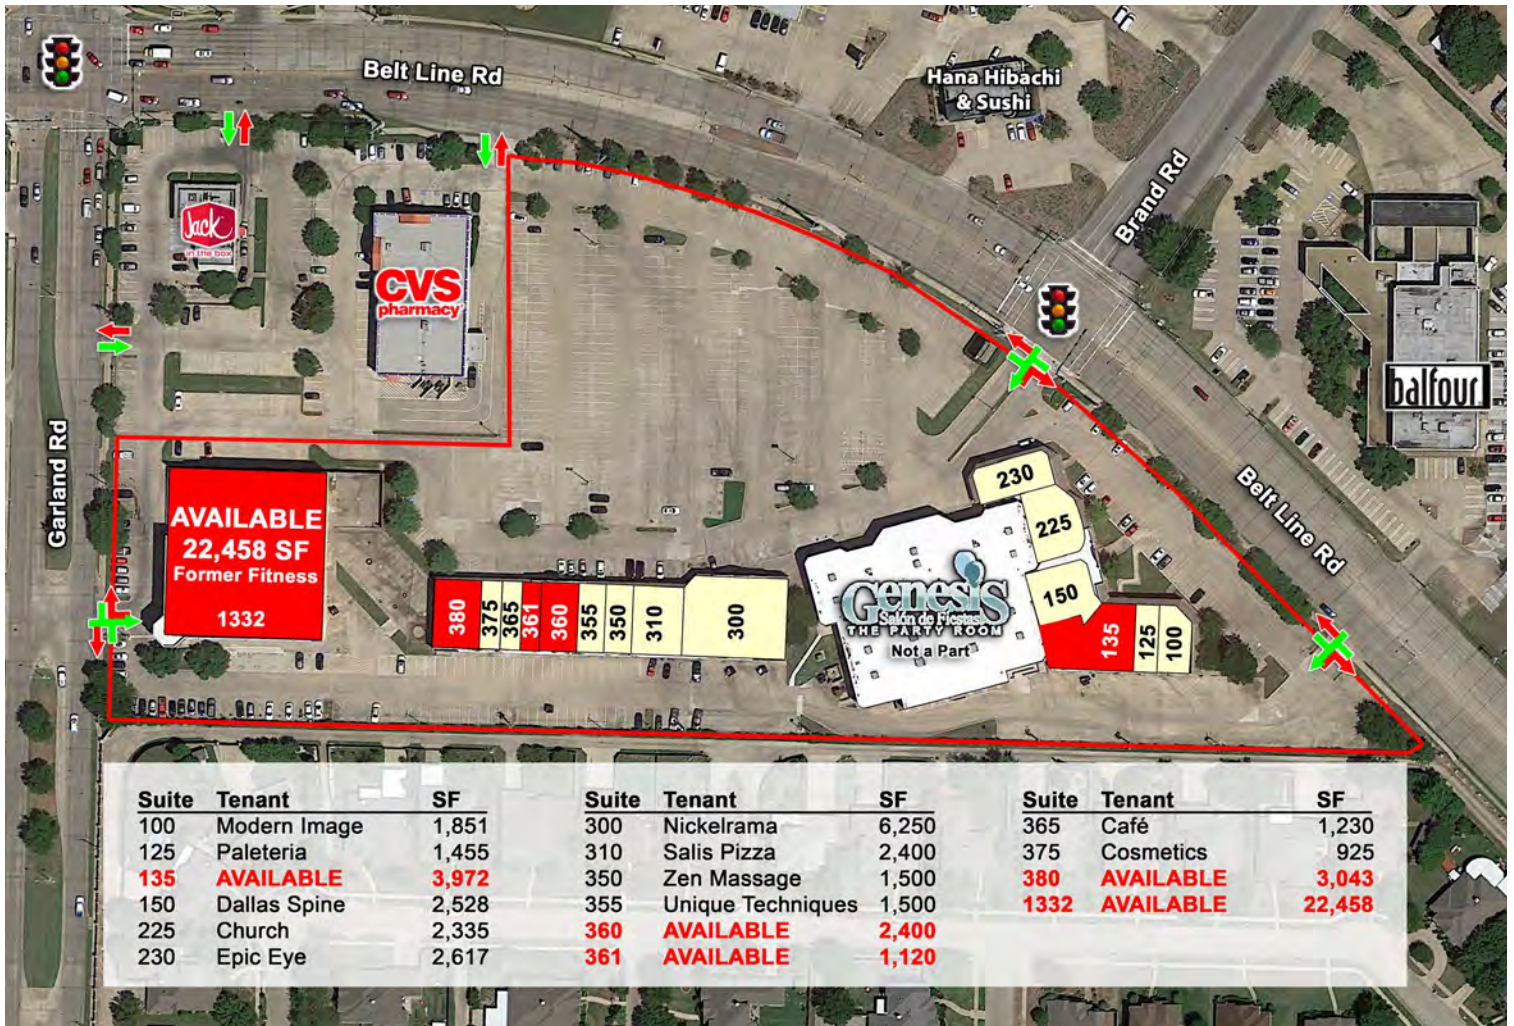 Belt Line Rd
Hana Hibachi
& Sushi
Brand Rd
Jack
in the box
CVS
pharmacy
balfour
Garland Rd
Belt Line Rd
AVAILABLE
22,458 SF
Former Fitness
1332
380
375
365
361
360
355
350
310
300
230
225
150
135
125
100
Genesis
Salón de Fiestas
THE PARTY ROOM
Not a Part
Suite Tenant SF
100 Modern Image 1,851
125 Paleteria 1,455
135 AVAILABLE 3,972
150 Dallas Spine 2,528
225 Church 2,335
230 Epic Eye 2,617
Suite Tenant SF
300 Nickelrama 6,250
310 Salis Pizza 2,400
350 Zen Massage 1,500
355 Unique Techniques 1,500
360 AVAILABLE 2,400
361 AVAILABLE 1,120
Suite Tenant SF
365 Café 1,230
375 Cosmetics 925
380 AVAILABLE 3,043
1332 AVAILABLE 22,458